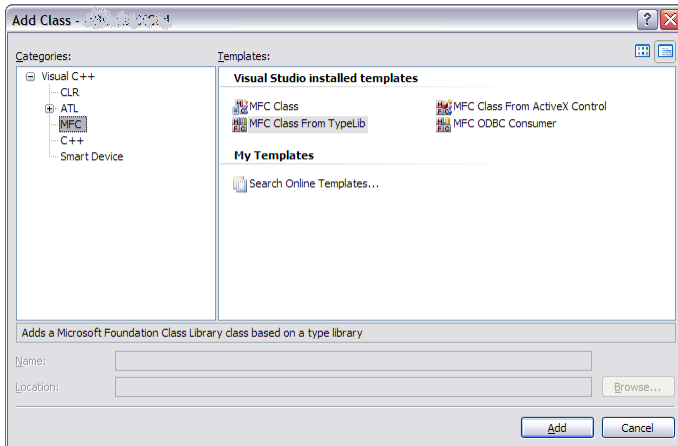 Add Class -
Categories:
Templates:
Visual C++
CLR
ATL
MFC
C++
Smart Device
Visual Studio installed templates
MFC Class
MFC Class From ActiveX Control
MFC Class From TypeLib
MFC ODBC Consumer
My Templates
Search Online Templates...
Adds a Microsoft Foundation Class Library class based on a type library
Name:
Location:
Browse...
Add
Cancel